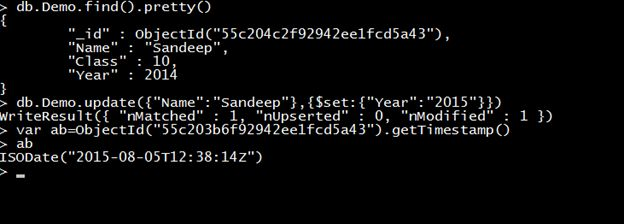 > db.Demo.find().pretty()
{
        "_id" : ObjectId("55c204c2f92942ee1fcd5a43"),
        "Name" : "Sandeep",
        "Class" : 10,
        "Year" : 2014
}
> db.Demo.update({"Name":"Sandeep"},{$set:{"Year":"2015"}})
WriteResult({ "nMatched" : 1, "nUpserted" : 0, "nModified" : 1 })
> var ab=ObjectId("55c203b6f92942ee1fcd5a43").getTimestamp()
> ab
ISODate("2015-08-05T12:38:14Z")
> _